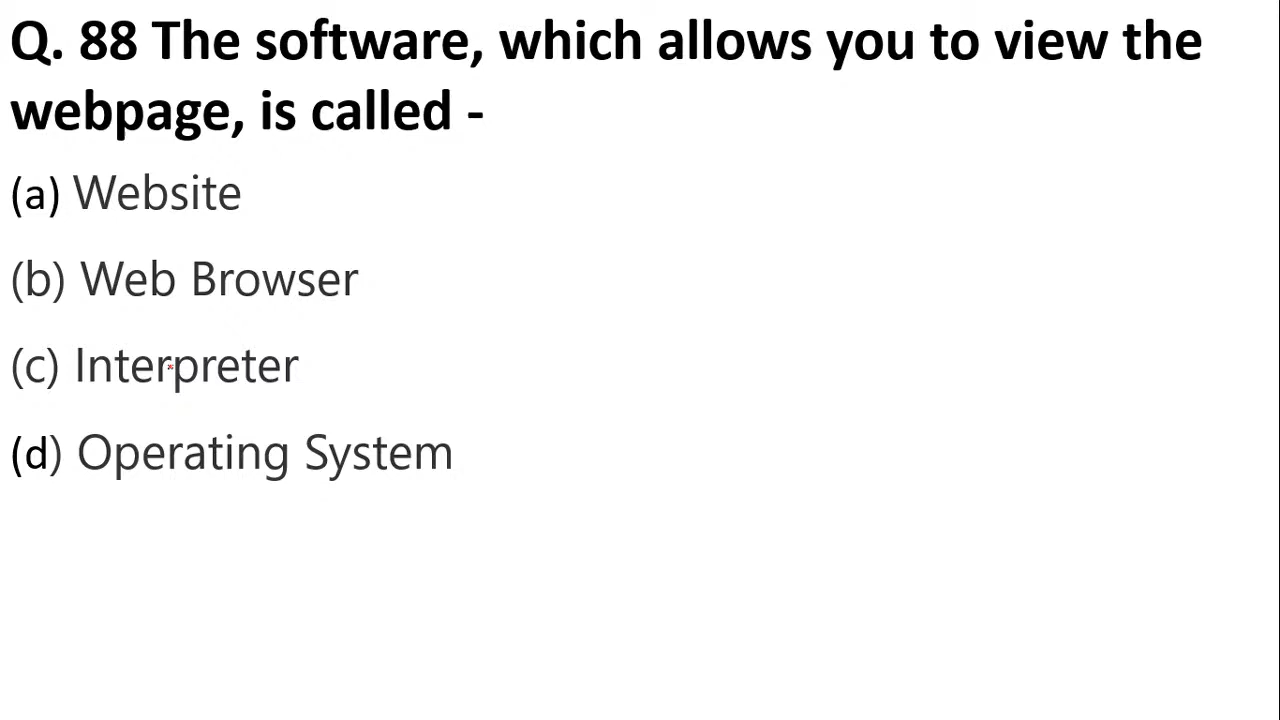 Q. 88 The software, which allows you to view the
webpage, is called -
(a) Website
(b) Web Browser
(c) Interpreter
(d) Operating System